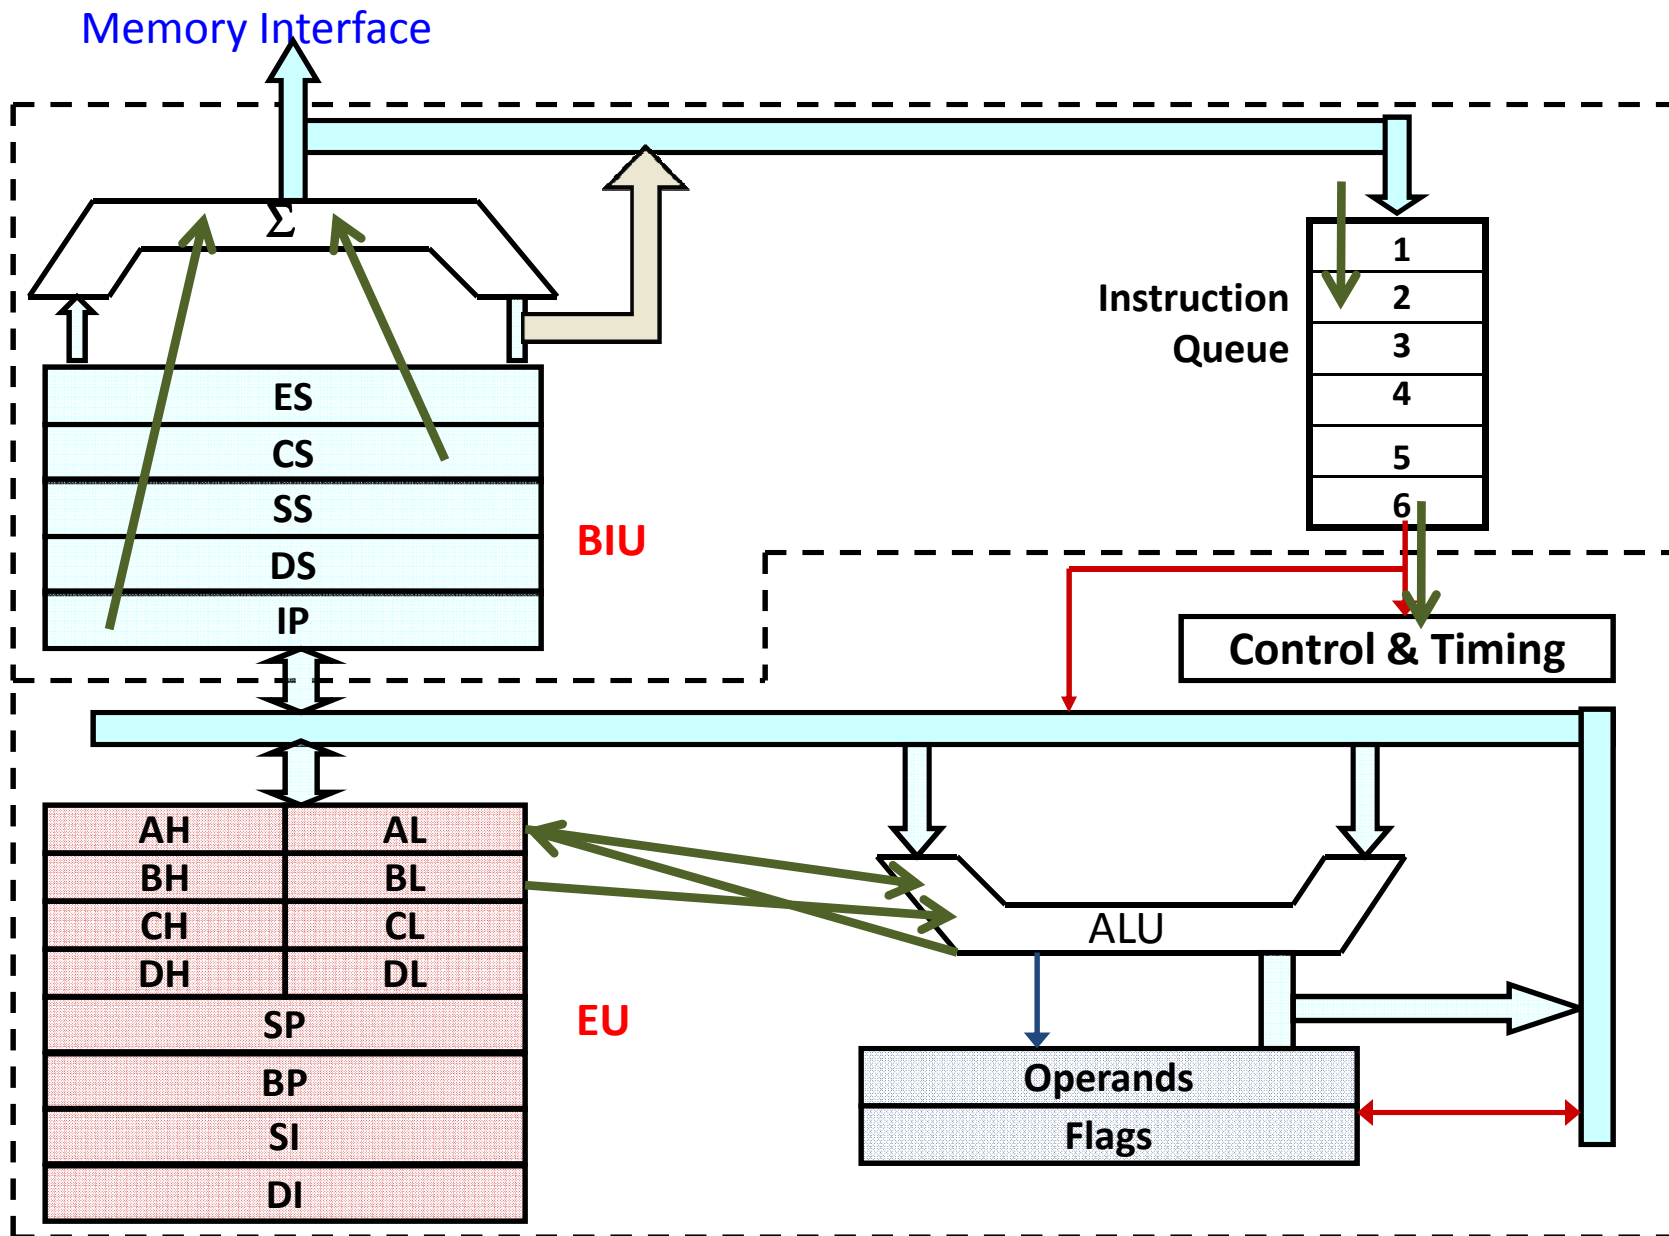 Memory Interface
Σ
1
Instruction
2
Queue
3
4
5
6
ES
CS
SS
DS
IP
BIU
Control & Timing
AH AL
BH BL
CH CL
DH DL
SP
BP
SI
DI
EU
ALU
Operands
Flags